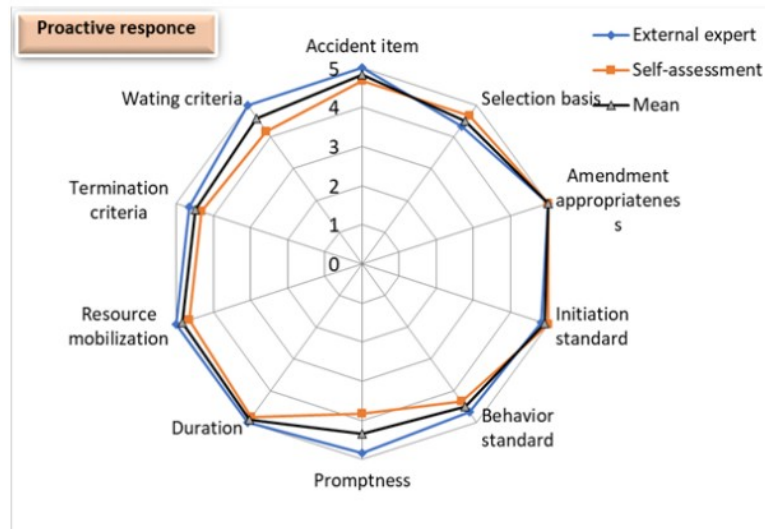 Proactive responce
External expert
Self-assessment
Mean
Accident item
Selection basis
Amendment
appropriatenes
s
Initiation
standard
Behavior
standard
Promptness
Duration
Resource
mobilization
Termination
criteria
Wating criteria
5
4
3
2
1
0